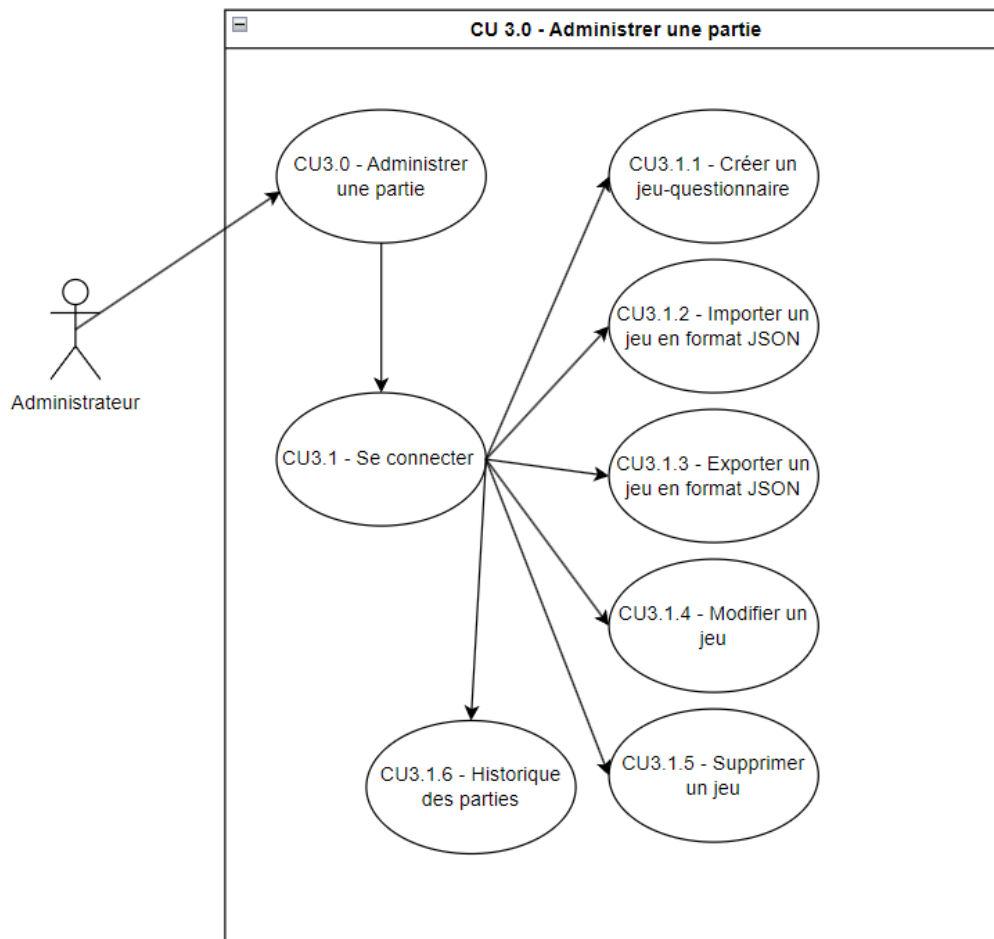 CU 3.0 - Administrer une partie
CU3.0 - Administrer
une partie
CU3.1.1 - Créer un
jeu-questionnaire
CU3.1.2 - Importer un
jeu en format JSON
Administrateur
CU3.1 - Se connecter
CU3.1.3 - Exporter un
jeu en format JSON
CU3.1.4 - Modifier un
jeu
CU3.1.5 - Supprimer
un jeu
CU3.1.6 - Historique
des parties